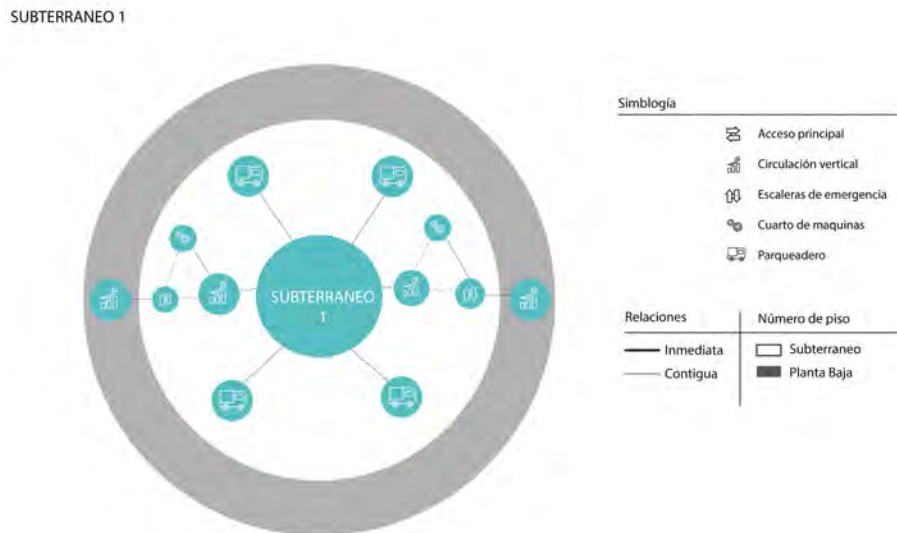 SUBTERRANEO 1
SUBTERRANEO
1
Simblogía
Acceso principal
Circulación vertical
Escaleras de emergencia
Cuarto de maquinas
Parqueadero
Relaciones
Inmediata
Contigua
Número de piso
Subterraneo
Planta Baja